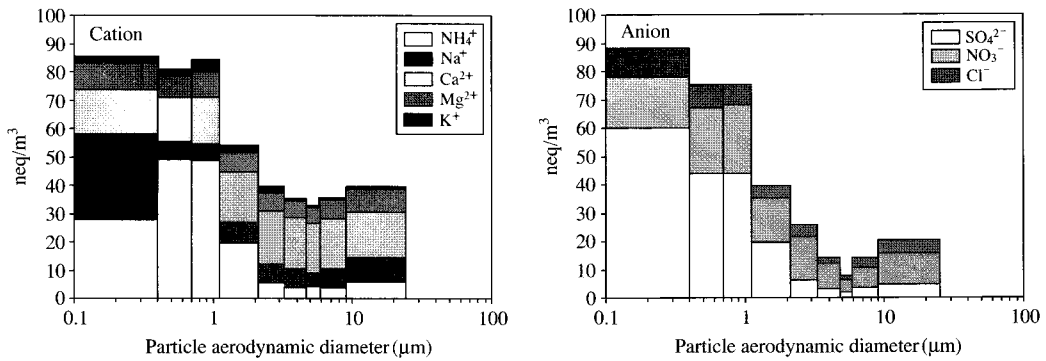 Cation
NH₄⁺
Na⁺
Ca²⁺
Mg²⁺
K⁺
neq/m³
100
90
80
70
60
50
40
30
20
10
0
0.1 1 10 100
Particle aerodynamic diameter (μm)
Anion
SO₄²⁻
NO₃⁻
Cl⁻
neq/m³
100
90
80
70
60
50
40
30
20
10
0
0.1 1 10 100
Particle aerodynamic diameter (μm)